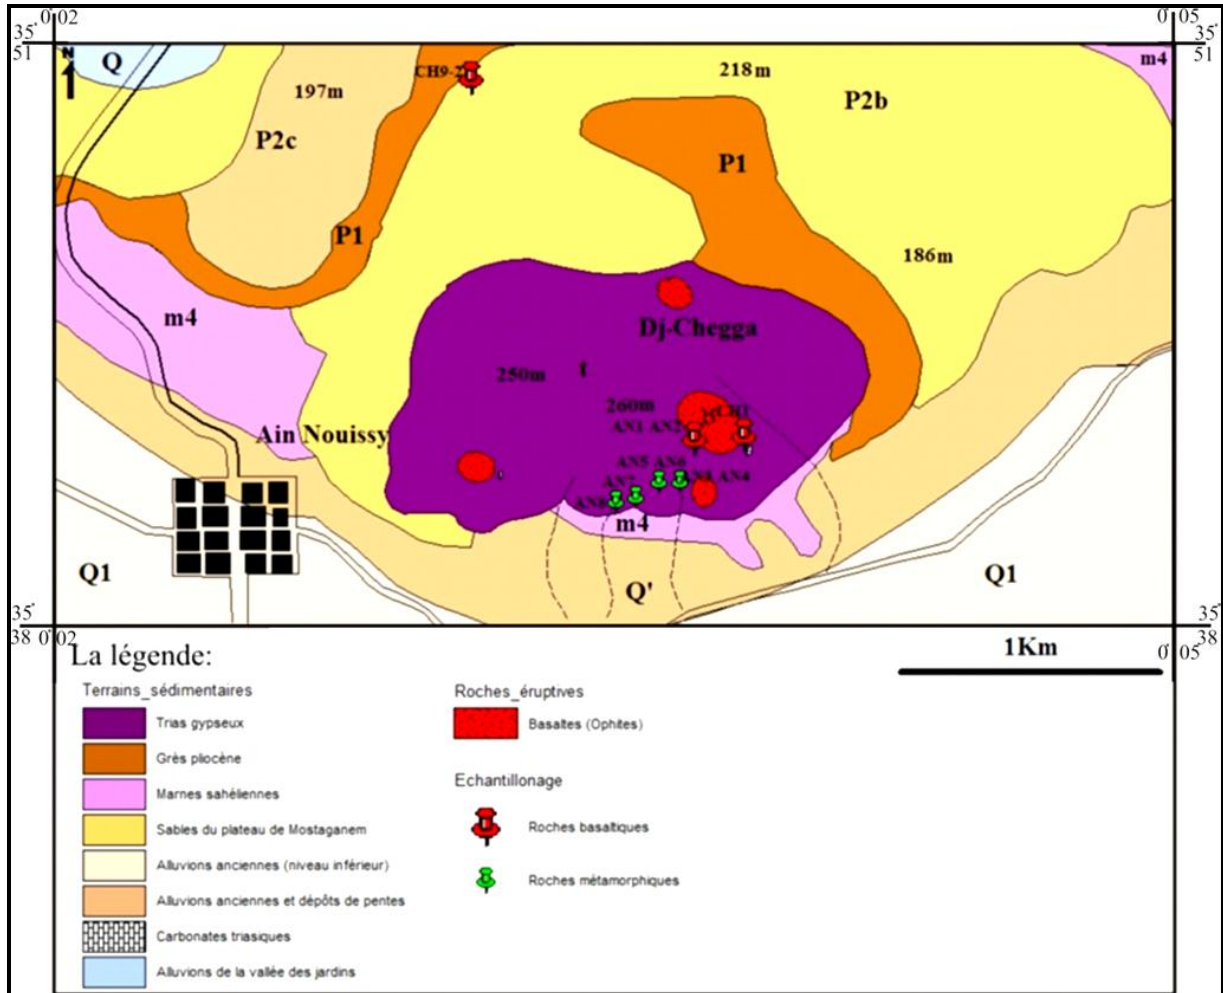 0°02
0°05
35°
51
35°
51
N
Q
m4
CH9-2
218m
197m
P2b
P2c
P1
P1
186m
m4
Dj-Chegga
250m
260m
CH1
AN1 AN2
Ain Nouissy
AN5 AN6
AN3 AN4
AN7
AN8
m4
Q1
Q'
Q1
35°
38
0°02
35°
38
0°05
1Km
La légende:
Terrains_sédimentaires
Trias gypseux
Grès pliocène
Marnes sahéliennes
Sables du plateau de Mostaganem
Alluvions anciennes (niveau inférieur)
Alluvions anciennes et dépôts de pentes
Carbonates triasiques
Alluvions de la vallée des jardins
Roches_éruptives
Basaltes (Ophites)
Echantillonage
Roches basaltiques
Roches métamorphiques